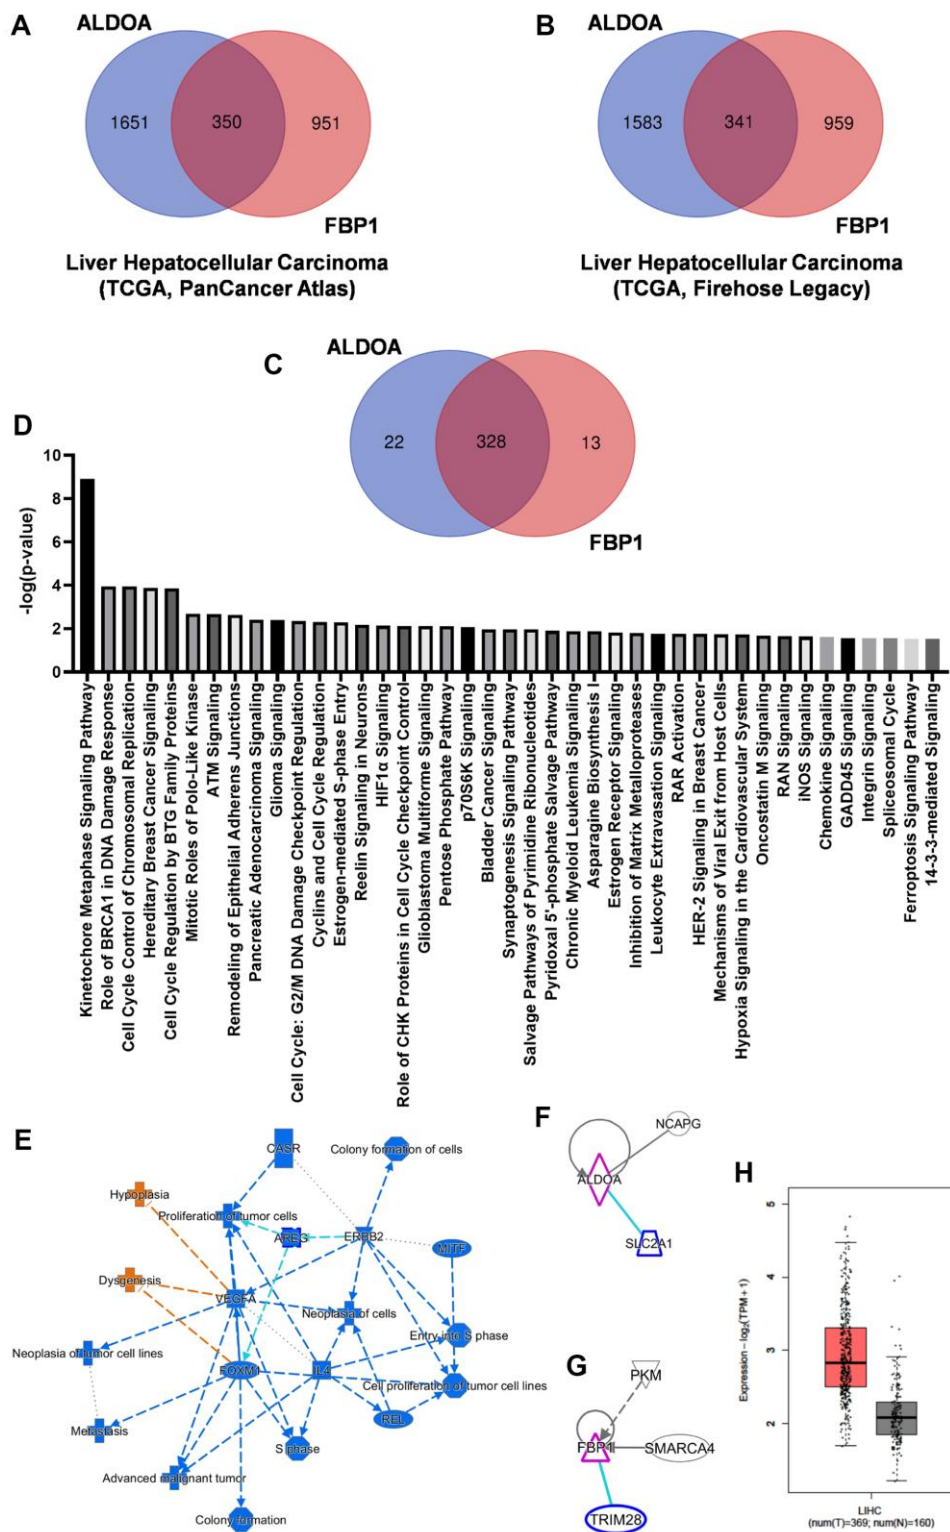 A
ALDOA
1651
350
951
FBP1
Liver Hepatocellular Carcinoma
(TCGA, PanCancer Atlas)
B
ALDOA
1583
341
959
FBP1
Liver Hepatocellular Carcinoma
(TCGA, Firehose Legacy)
C
ALDOA
22
328
13
FBP1
D
-log(p-value)
10
8
6
4
2
0
Kinetochore Metaphase Signaling Pathway
Role of BRCA1 in DNA Damage Response
Cell Cycle Control of Chromosomal Replication
Hereditary Breast Cancer Signaling
Cell Cycle Regulation by BTG Family Proteins
Mitotic Roles of Polo-Like Kinase
ATM Signaling
Remodeling of Epithelial Adherens Junctions
Pancreatic Adenocarcinoma Signaling
Glioma Signaling
Cell Cycle: G2/M DNA Damage Checkpoint Regulation
Cyclins and Cell Cycle Regulation
Estrogen-mediated S-phase Entry
Reelin Signaling in Neurons
HIF1α Signaling
Role of CHK Proteins in Cell Cycle Checkpoint Control
Glioblastoma Multiforme Signaling
Pentose Phosphate Pathway
p70S6K Signaling
Bladder Cancer Signaling
Synaptogenesis Signaling Pathway
Salvage Pathways of Pyrimidine Ribonucleotides
Pyridoxal 5'-phosphate Salvage Pathway
Chronic Myeloid Leukemia Signaling
Asparagine Biosynthesis I
Estrogen Receptor Signaling
Inhibition of Matrix Metalloproteases
Leukocyte Extravasation Signaling
RAR Activation
HER-2 Signaling in Breast Cancer
Mechanisms of Viral Exit from Host Cells
Hypoxia Signaling in the Cardiovascular System
Oncostatin M Signaling
RAN Signaling
iNOS Signaling
Chemokine Signaling
GADD45 Signaling
Integrin Signaling
Spliceosomal Cycle
Ferroptosis Signaling Pathway
14-3-3-mediated Signaling
E
CASR
Colony formation of cells
Hypoplasia
Proliferation of tumor cells
AREG
ERBB2
MITF
Dysgenesis
VEGFA
Neoplasia of cells
Entry into S phase
Neoplasia of tumor cell lines
FOXM1
IL4
Cell proliferation of tumor cell lines
REL
Metastasis
S phase
Advanced malignant tumor
Colony formation
F
NCAPG
ALDOA
SLC2A1
G
PKM
FBP1
SMARCA4
TRIM28
H
Expression – log2(TPM + 1)
5
4
3
2
LIHC
(num(T)=369; num(N)=160)